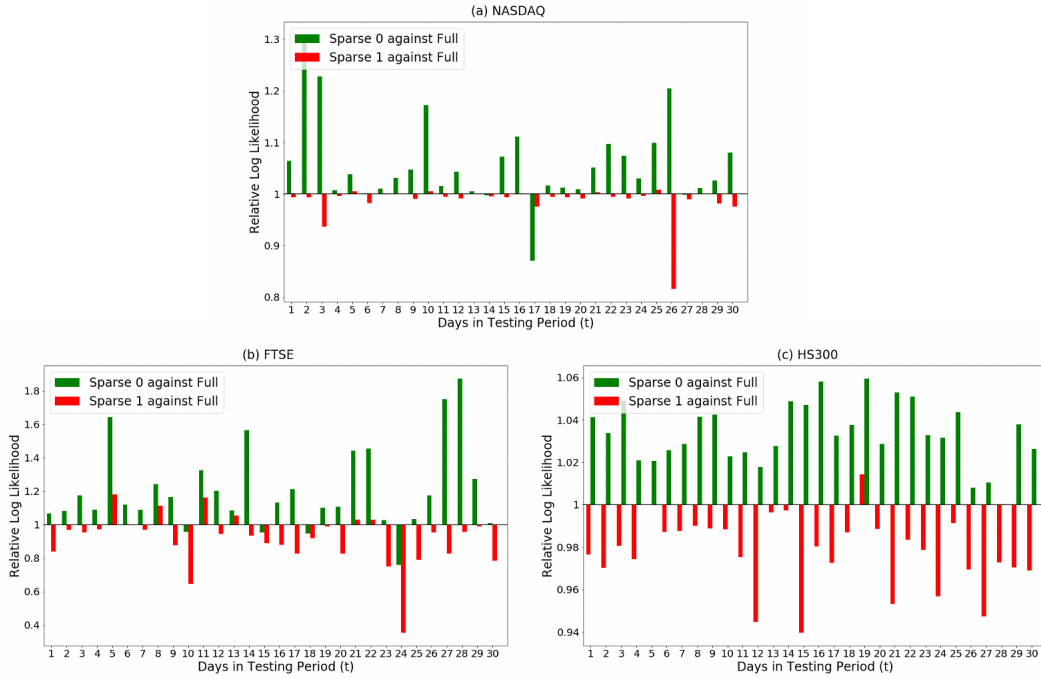 (a) NASDAQ
Sparse 0 against Full
Sparse 1 against Full
Relative Log Likelihood
1.3
1.2
1.1
1
0.9
0.8
1 2 3 4 5 6 7 8 9 10 11 12 13 14 15 16 17 18 19 20 21 22 23 24 25 26 27 28 29 30
Days in Testing Period (t)
(b) FTSE
Sparse 0 against Full
Sparse 1 against Full
Relative Log Likelihood
1.8
1.6
1.4
1.2
1
0.8
0.6
0.4
1 2 3 4 5 6 7 8 9 10 11 12 13 14 15 16 17 18 19 20 21 22 23 24 25 26 27 28 29 30
Days in Testing Period (t)
(c) HS300
Sparse 0 against Full
Sparse 1 against Full
Relative Log Likelihood
1.06
1.04
1.02
1.00
0.98
0.96
0.94
1 2 3 4 5 6 7 8 9 10 11 12 13 14 15 16 17 18 19 20 21 22 23 24 25 26 27 28 29 30
Days in Testing Period (t)